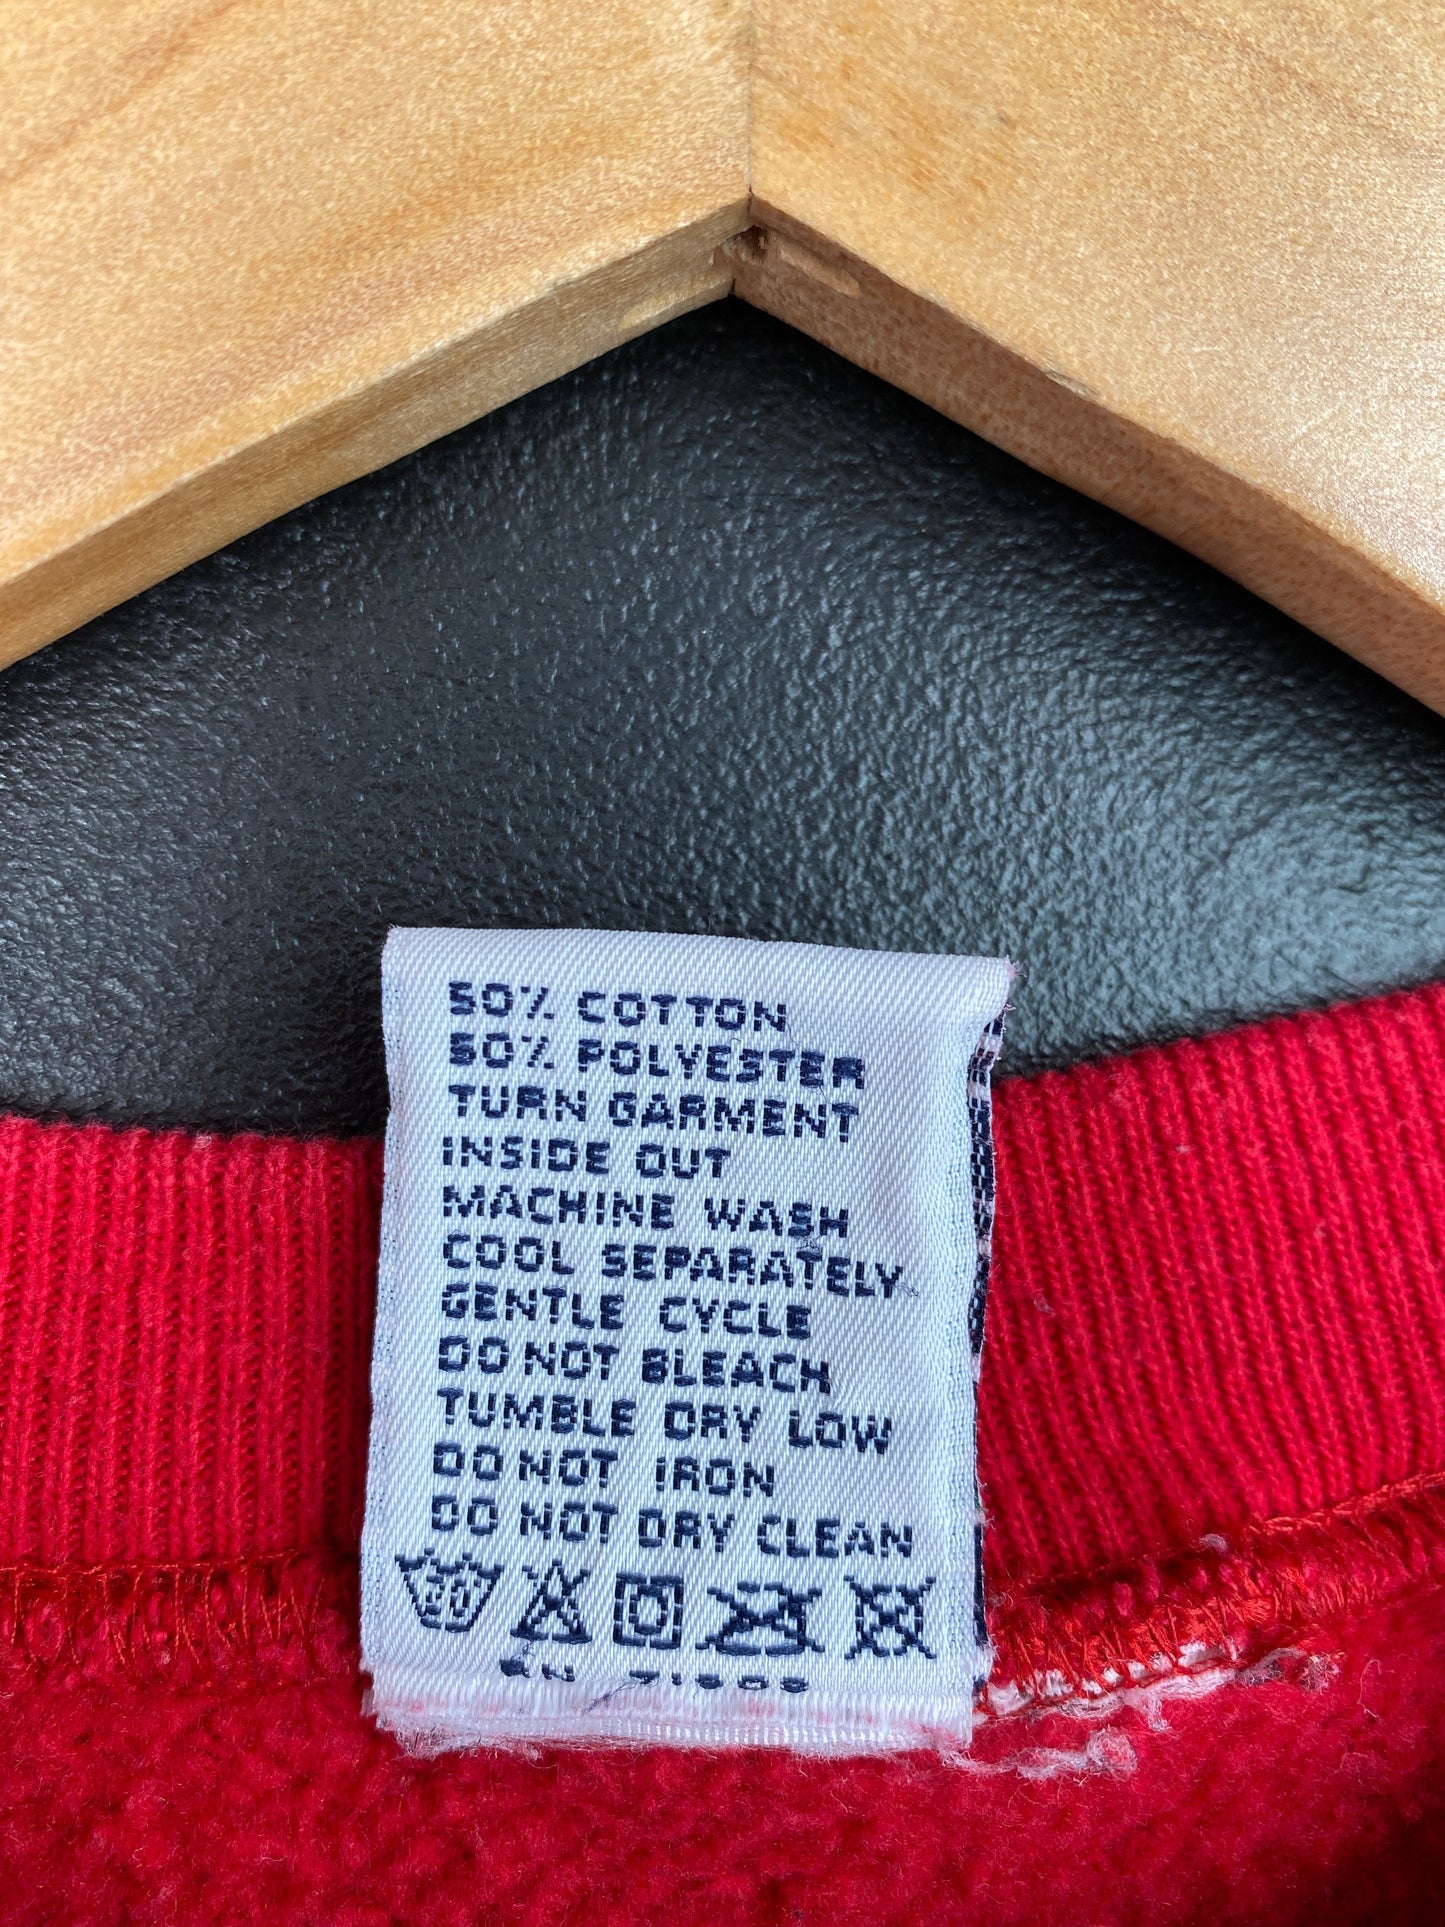 50% COTTON
50% POLYESTER
TURN GARMENT
INSIDE OUT
MACHINE WASH
COOL SEPARATELY
GENTLE CYCLE
DO NOT BLEACH
TUMBLE DRY LOW
DO NOT IRON
DO NOT DRY CLEAN